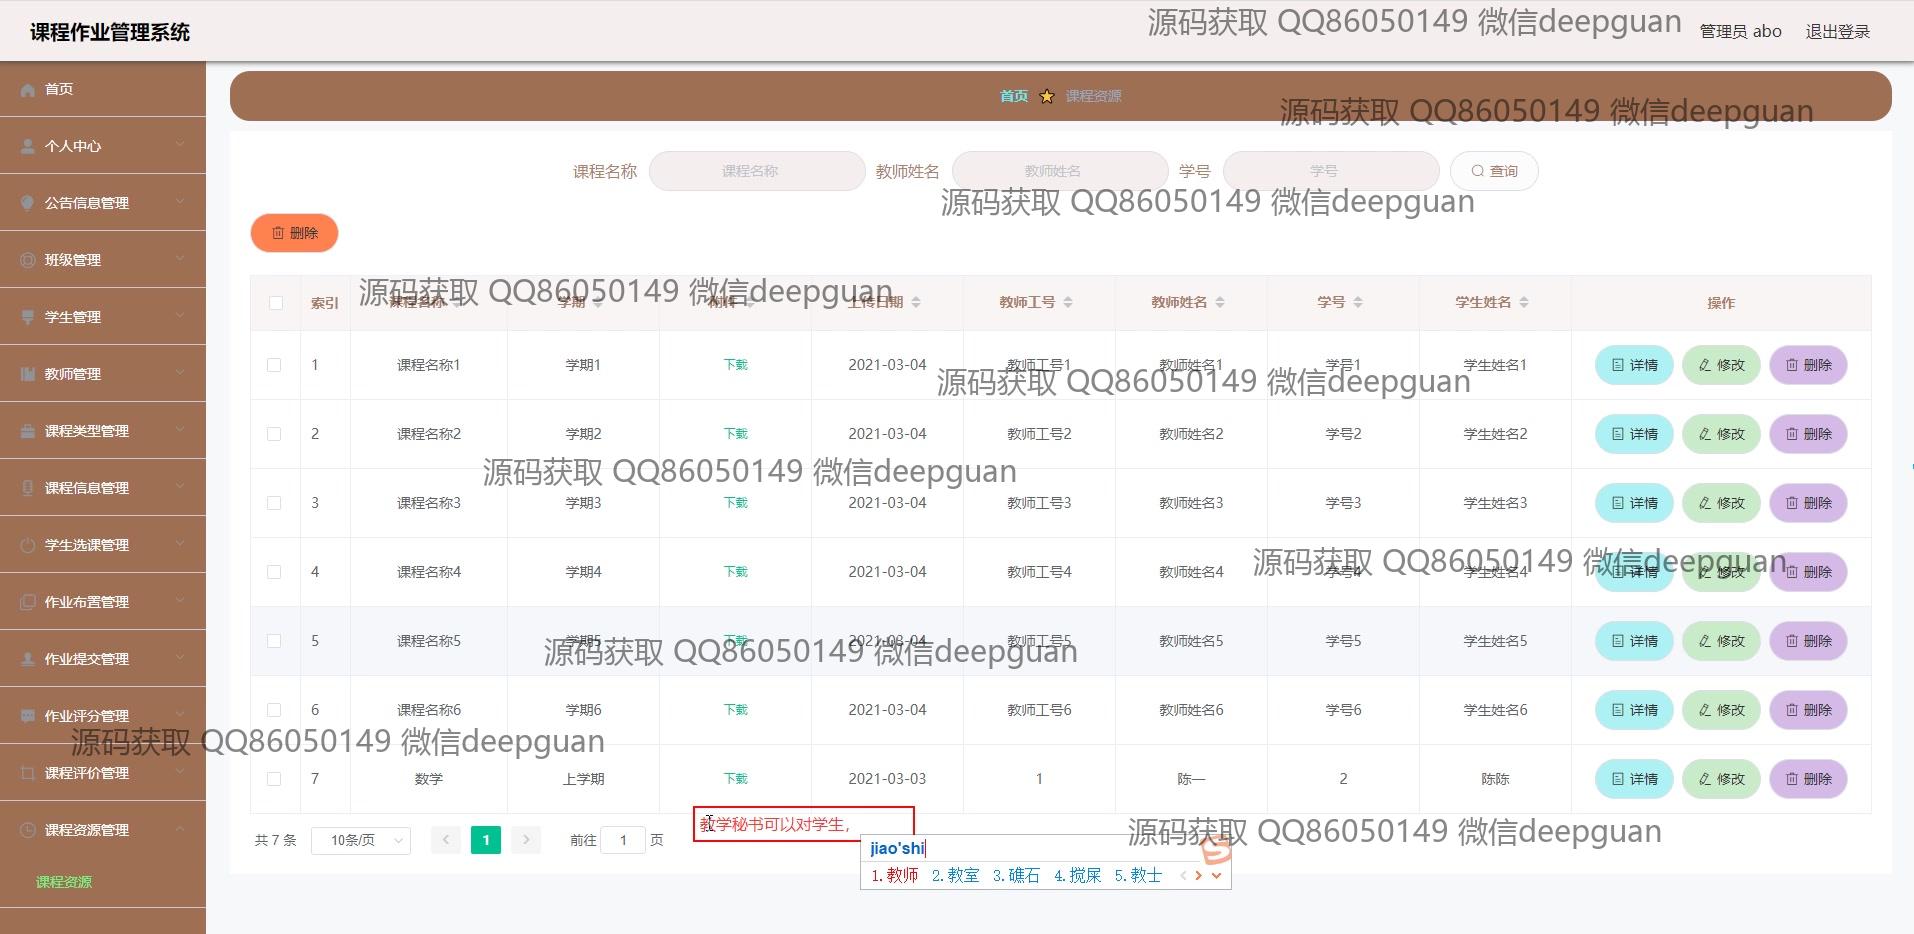 课程作业管理系统
源码获取 QQ86050149 微信deepguan
管理员 abo 退出登录
首页
个人中心
公告信息管理
班级管理
学生管理
教师管理
课程类型管理
课程信息管理
学生选课管理
作业布置管理
作业提交管理
作业评分管理
课程评价管理
课程资源管理
课程资源
首页 课程资源
源码获取 QQ86050149 微信deepguan
课程名称 课程名称 教师姓名 教师姓名 学号 学号 查询
源码获取 QQ86050149 微信deepguan
删除
源码获取 QQ86050149 微信deepguan
索引 课程名称 学期 附件 上传日期 教师工号 教师姓名 学号 学生姓名 操作
1 课程名称1 学期1 下载 2021-03-04 教师工号1 教师姓名1 学号1 学生姓名1 详情 修改 删除
源码获取 QQ86050149 微信deepguan
2 课程名称2 学期2 下载 2021-03-04 教师工号2 教师姓名2 学号2 学生姓名2 详情 修改 删除
源码获取 QQ86050149 微信deepguan
3 课程名称3 学期3 下载 2021-03-04 教师工号3 教师姓名3 学号3 学生姓名3 详情 修改 删除
源码获取 QQ86050149 微信deepguan
4 课程名称4 学期4 下载 2021-03-04 教师工号4 教师姓名4 学号4 学生姓名4 详情 修改 删除
5 课程名称5 学期5 下载 2021-03-04 教师工号5 教师姓名5 学号5 学生姓名5 详情 修改 删除
源码获取 QQ86050149 微信deepguan
6 课程名称6 学期6 下载 2021-03-04 教师工号6 教师姓名6 学号6 学生姓名6 详情 修改 删除
源码获取 QQ86050149 微信deepguan
7 数学 上学期 下载 2021-03-03 1 陈一 2 陈陈 详情 修改 删除
教学秘书可以对学生，
源码获取 QQ86050149 微信deepguan
共 7 条 10条/页 1 前往 1 页
jiao'shi
1.教师 2.教室 3.礁石 4.搅屎 5.教士